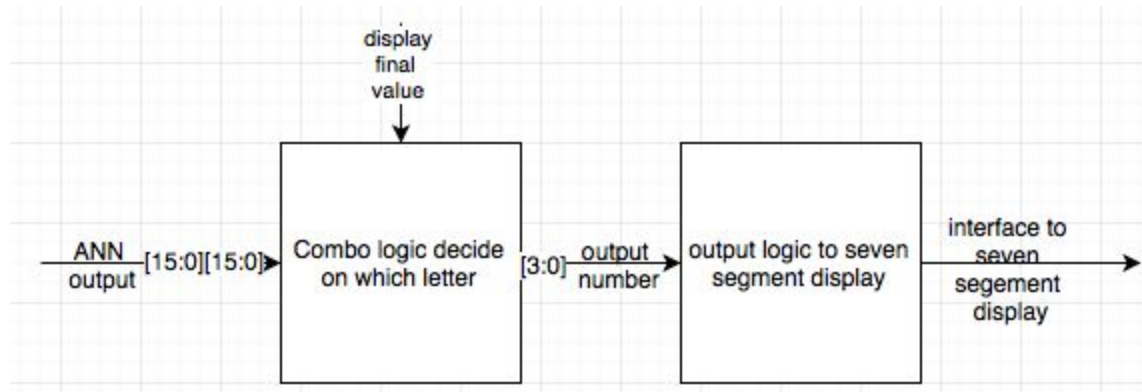 display
final
value
ANN
output
[15:0][15:0]
Combo logic decide
on which letter
[3:0]
output
number
output logic to seven
segment display
interface to
seven
segement
display